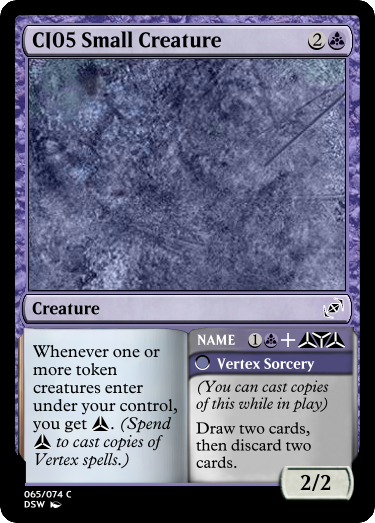 CI05 Small Creature 2
Creature
Whenever one or
more token
creatures enter
under your control,
you get . (Spend
to cast copies of
Vertex spells.)
NAME 1 +
Vertex Sorcery
(You can cast copies
of this while in play)
Draw two cards,
then discard two
cards.
2/2
065/074 C
DSW